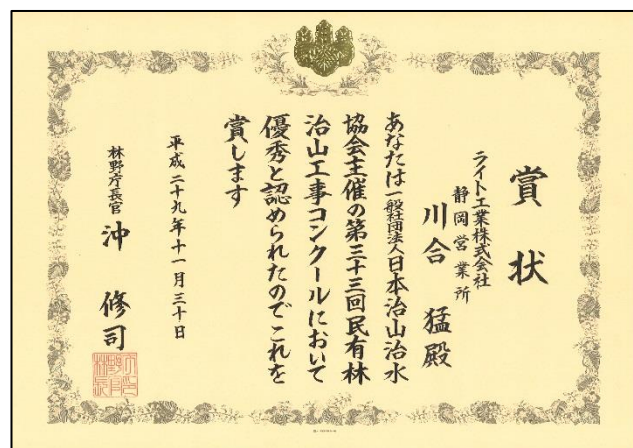 賞状
ライト工業株式会社
静岡営業所
川合 猛殿
あなたは一般社団法人日本治山治水
協会主催の第三十三回民有林
治山工事コンクールにおいて
優秀と認められたのでこれを
賞します
平成二十九年十一月三十日
林野庁長官 沖 修司